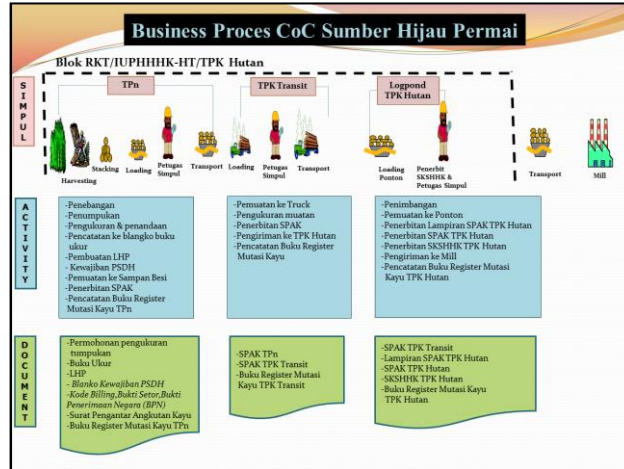 Business Proces CoC Sumber Hijau Permai
Blok RKT/IUPHHHK-HT/TPK Hutan
SIMPUL
TPn
TPK Transit
Logpond
TPK Hutan
Harvesting
Stacking
Loading
Petugas
Simpul
Transport
Loading
Petugas
Simpul
Transport
Loading
Ponton
Penerbit
SKSHHK &
Petugas Simpul
Transport
Mill
ACTIVITY
-Penebangan
-Penumpukan
-Pengukuran & penandaan
-Pencatatan ke blangko buku
ukur
-Pembuatan LHP
- Kewajiban PSDH
-Pemuatan ke Sampan Besi
-Penerbitan SPAK
-Pencatatan Buku Register
Mutasi Kayu TPn
-Pemuatan ke Truck
-Pengukuran muatan
-Penerbitan SPAK
-Pengiriman ke TPK Hutan
-Pencatatan Buku Register
Mutasi Kayu
-Penimbangan
-Pemuatan ke Ponton
-Penerbitan Lampiran SPAK TPK Hutan
-Penerbitan SPAK TPK Hutan
-Penerbitan SKSHHK TPK Hutan
-Pengiriman ke Mill
-Pencatatan Buku Register Mutasi
Kayu TPK Hutan
DOCUMENT
-Permohonan pengukuran
tumpukan
-Buku Ukur
-LHP
- Blanko Kewajiban PSDH
-Kode Billing,Bukti Setor,Bukti
Penerimaan Negara (BPN)
-Surat Pengantar Angkutan Kayu
-Buku Register Mutasi Kayu TPn
-SPAK TPn
-SPAK TPK Transit
-Buku Register Mutasi
Kayu TPK Transit
-SPAK TPK Transit
-Lampiran SPAK TPK Hutan
-SPAK TPK Hutan
-SKSHHK TPK Hutan
-Buku Register Mutasi Kayu
TPK Hutan